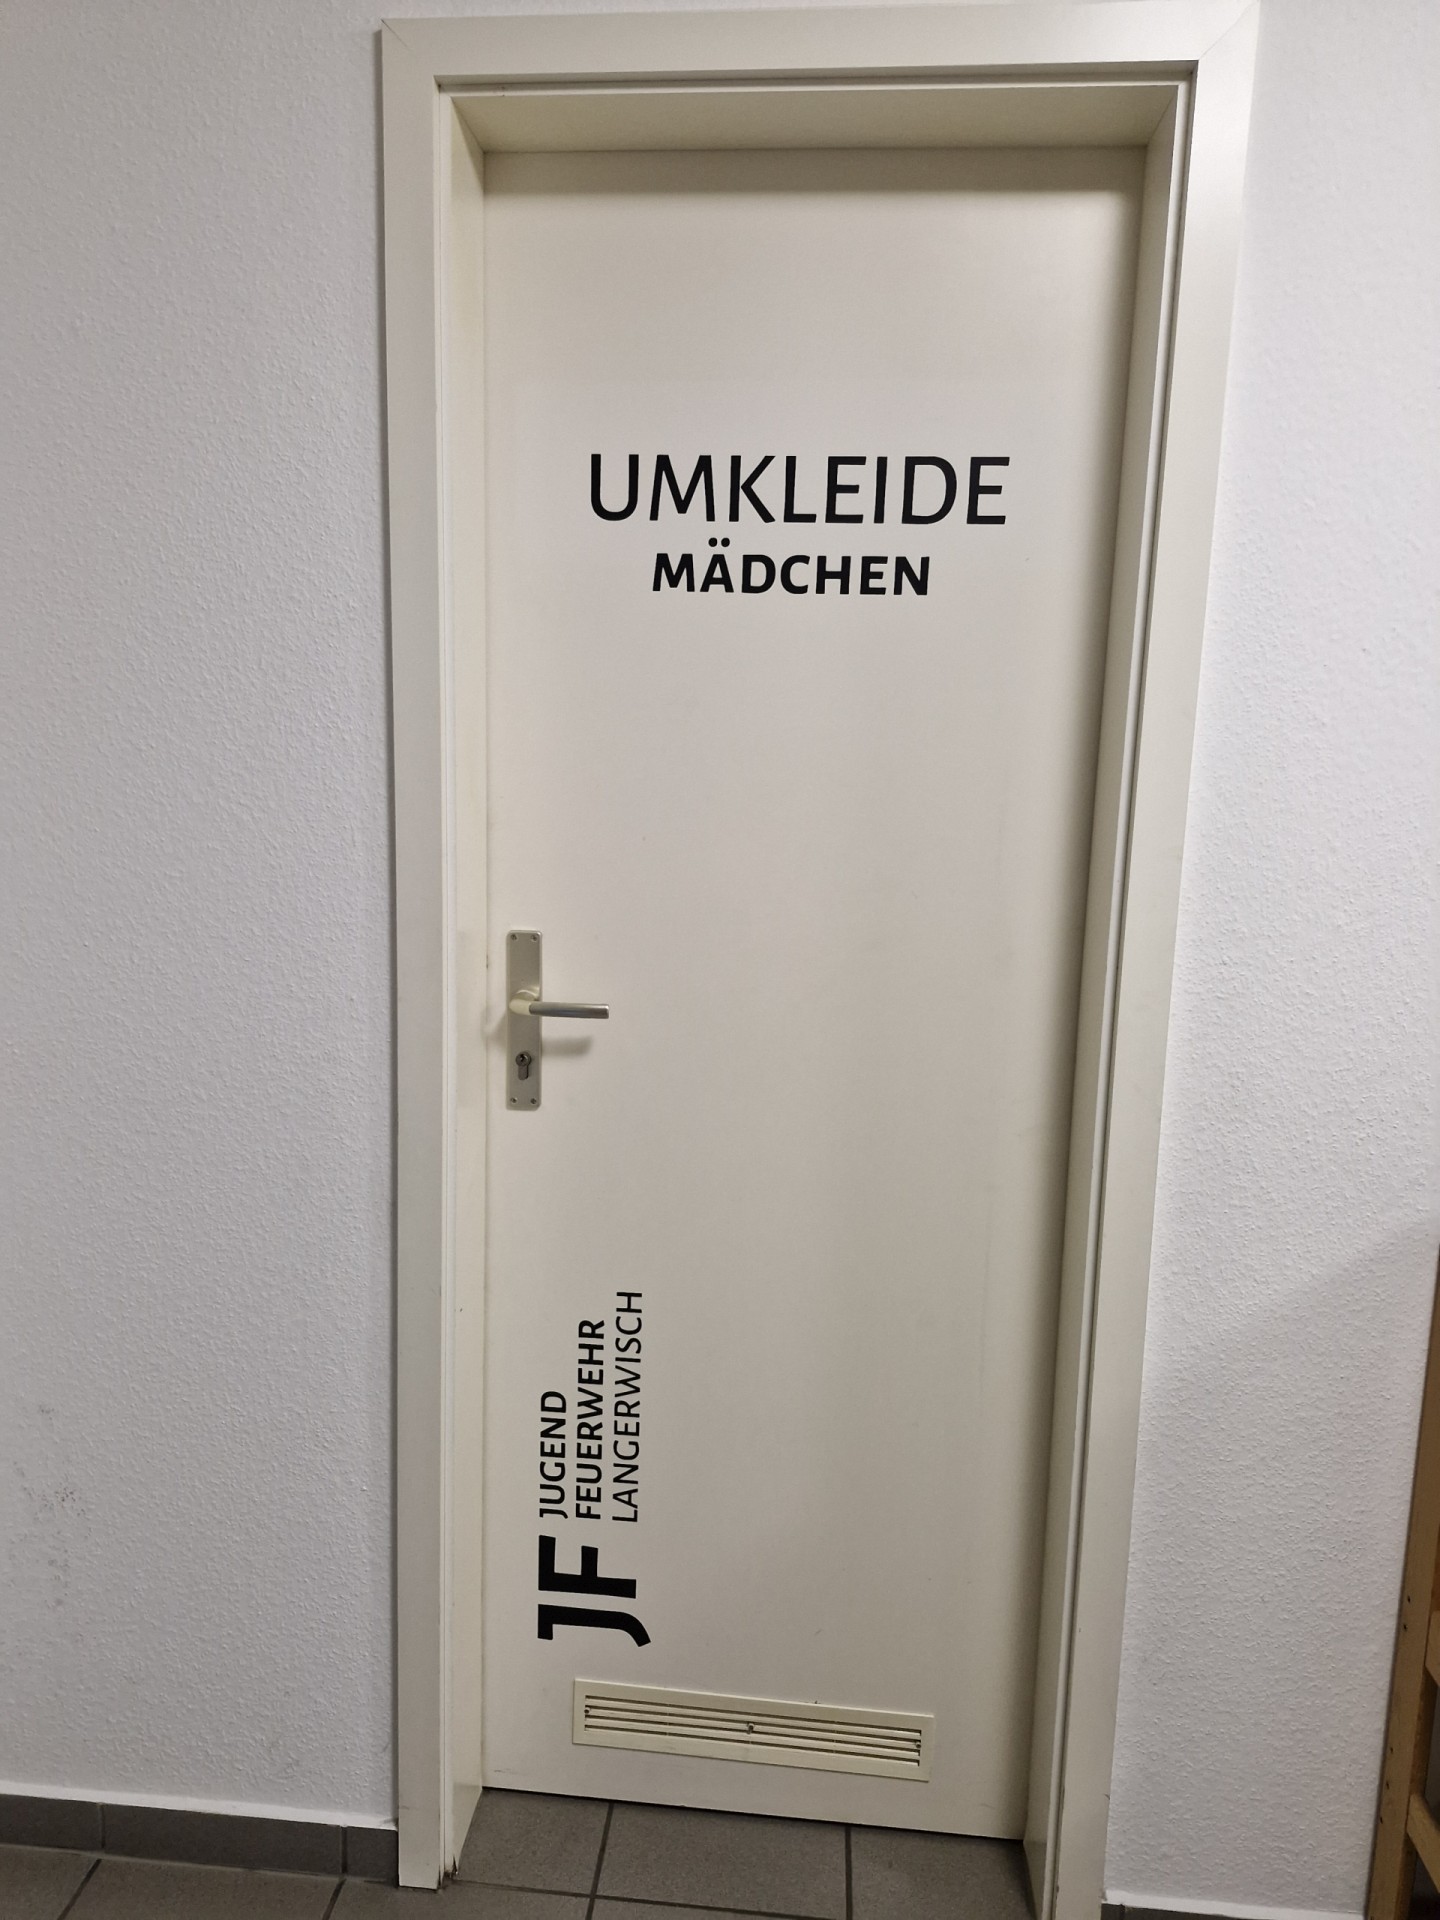 UMKLEIDE
MÄDCHEN
JF
JUGEND
FEUERWEHR
LANGERWISCH